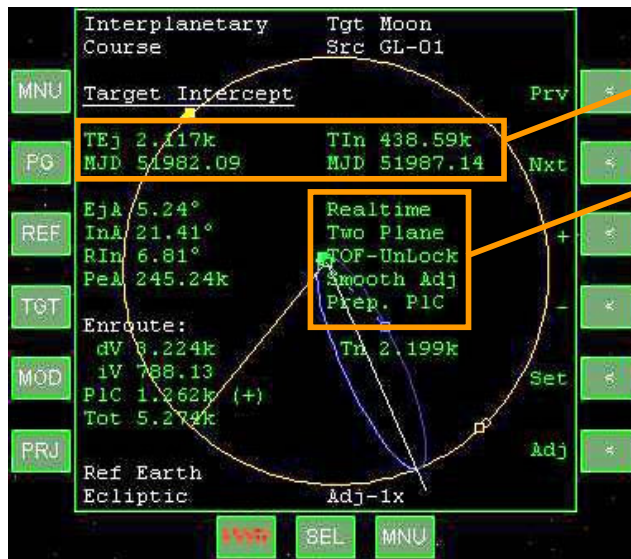 Interplanetary Tgt Moon
Course Src GL-01
MNU Target Intercept Prv <
TEj 2.117k TIn 438.59k
PG MJD 51982.09 MJD 51987.14 Nxt <
EjA 5.24° Realtime
REF InA 21.41° Two Plane + <
RIn 6.81° TOF-UnLock
PeA 245.24k Smooth Adj
TGT Prep. PlC - <
Enroute:
dV 3.224k Tn 2.199k
MOD iV 788.13 Set <
PlC 1.262k (+)
Tot 5.274k
PRJ Adj <
Ref Earth
Ecliptic Adj-1x
SEL MNU